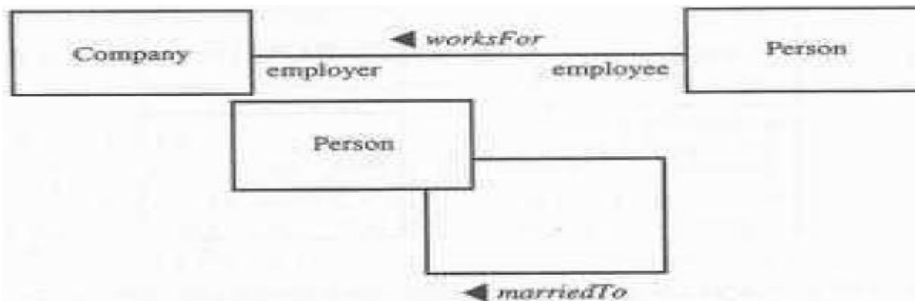 ◀ worksFor
Company
Person
employer
employee
Person
◀ marriedTo